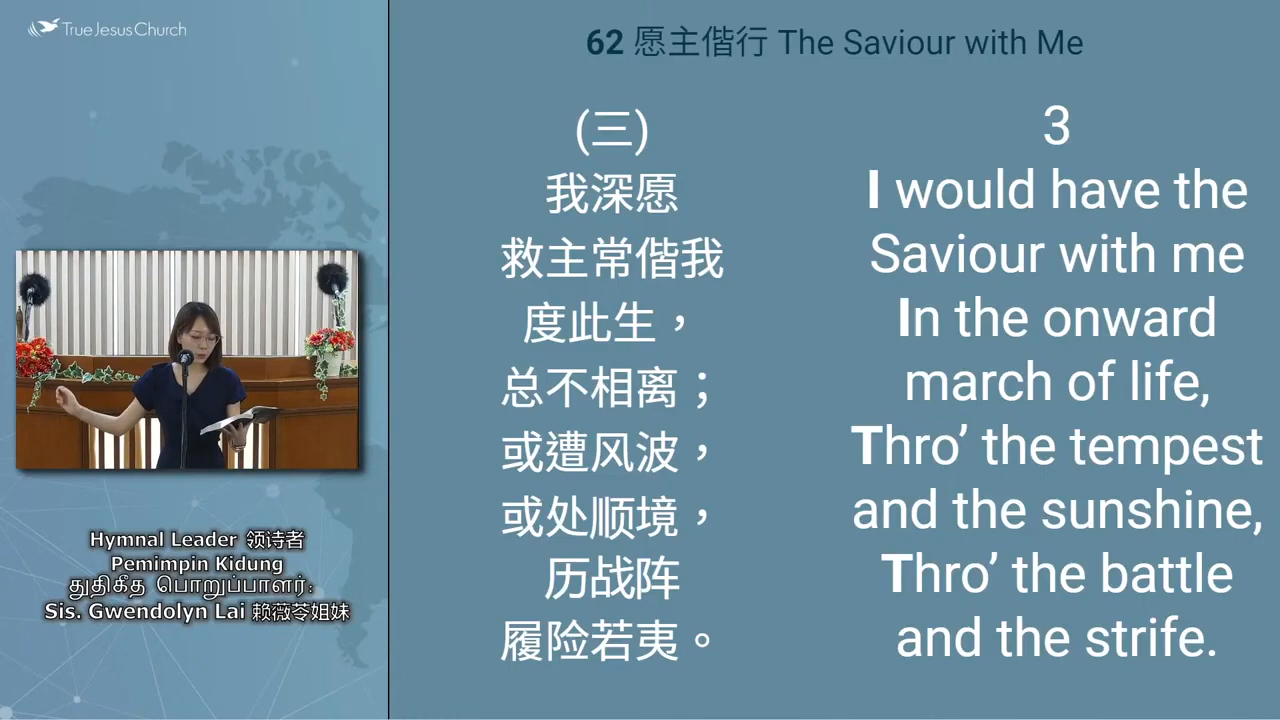 True Jesus Church
62 愿主偕行 The Saviour with Me
(三)
我深愿
救主常偕我
度此生，
总不相离；
或遭风波，
或处顺境，
历战阵
履险若夷。
3
I would have the
Saviour with me
In the onward
march of life,
Thro’ the tempest
and the sunshine,
Thro’ the battle
and the strife.
Hymnal Leader 领诗者
Pemimpin Kidung
துதிகீத பொறுப்பாளர்:
Sis. Gwendolyn Lai 赖薇苓姐妹